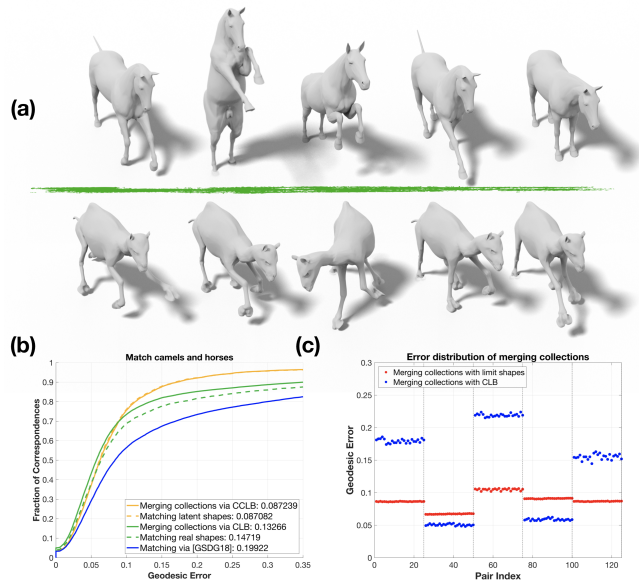 (a)
(b)
Match camels and horses
Fraction of Correspondences
1
0.9
0.8
0.7
0.6
0.5
0.4
0.3
0.2
0.1
0
0
0.05
0.1
0.15
0.2
0.25
0.3
0.35
Geodesic Error
Merging collections via CCLB: 0.087239
Matching latent shapes: 0.087082
Merging collections via CLB: 0.13266
Matching real shapes: 0.14719
Matching via [GSDG18]: 0.19922
(c)
Error distribution of merging collections
Merging collections with limit shapes
Merging collections with CLB
Geodesic Error
0.3
0.25
0.2
0.15
0.1
0.05
0
0
20
40
60
80
100
120
Pair Index